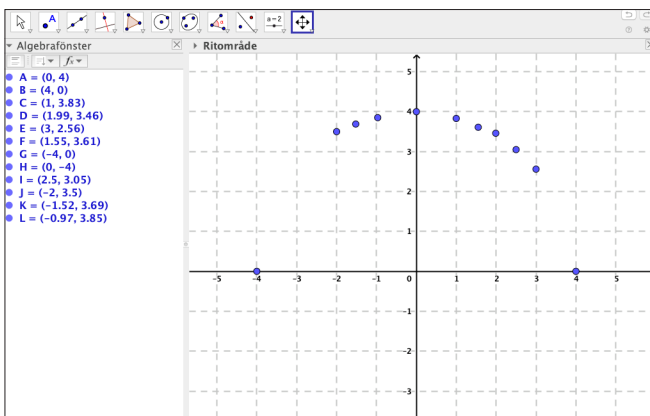 A
a=2
Algebrafönster
Ritområde
fx
A = (0, 4)
B = (4, 0)
C = (1, 3.83)
D = (1.99, 3.46)
E = (3, 2.56)
F = (1.55, 3.61)
G = (−4, 0)
H = (0, −4)
I = (2.5, 3.05)
J = (−2, 3.5)
K = (−1.52, 3.69)
L = (−0.97, 3.85)
5
4
3
2
1
-5 -4 -3 -2 -1 0 1 2 3 4 5
-1
-2
-3